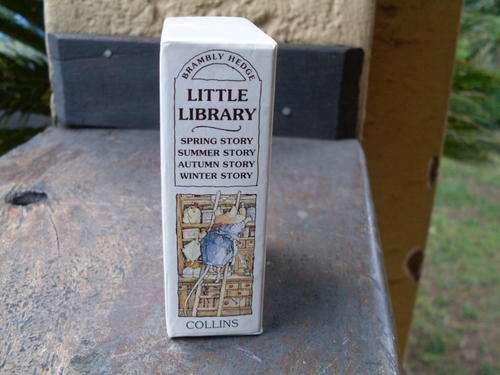 BRAMBLY HEDGE
LITTLE
LIBRARY
SPRING STORY
SUMMER STORY
AUTUMN STORY
WINTER STORY
COLLINS